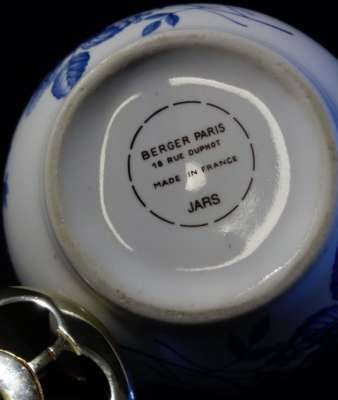 BERGER PARIS
18 RUE DUPHOT
MADE IN FRANCE
JARS